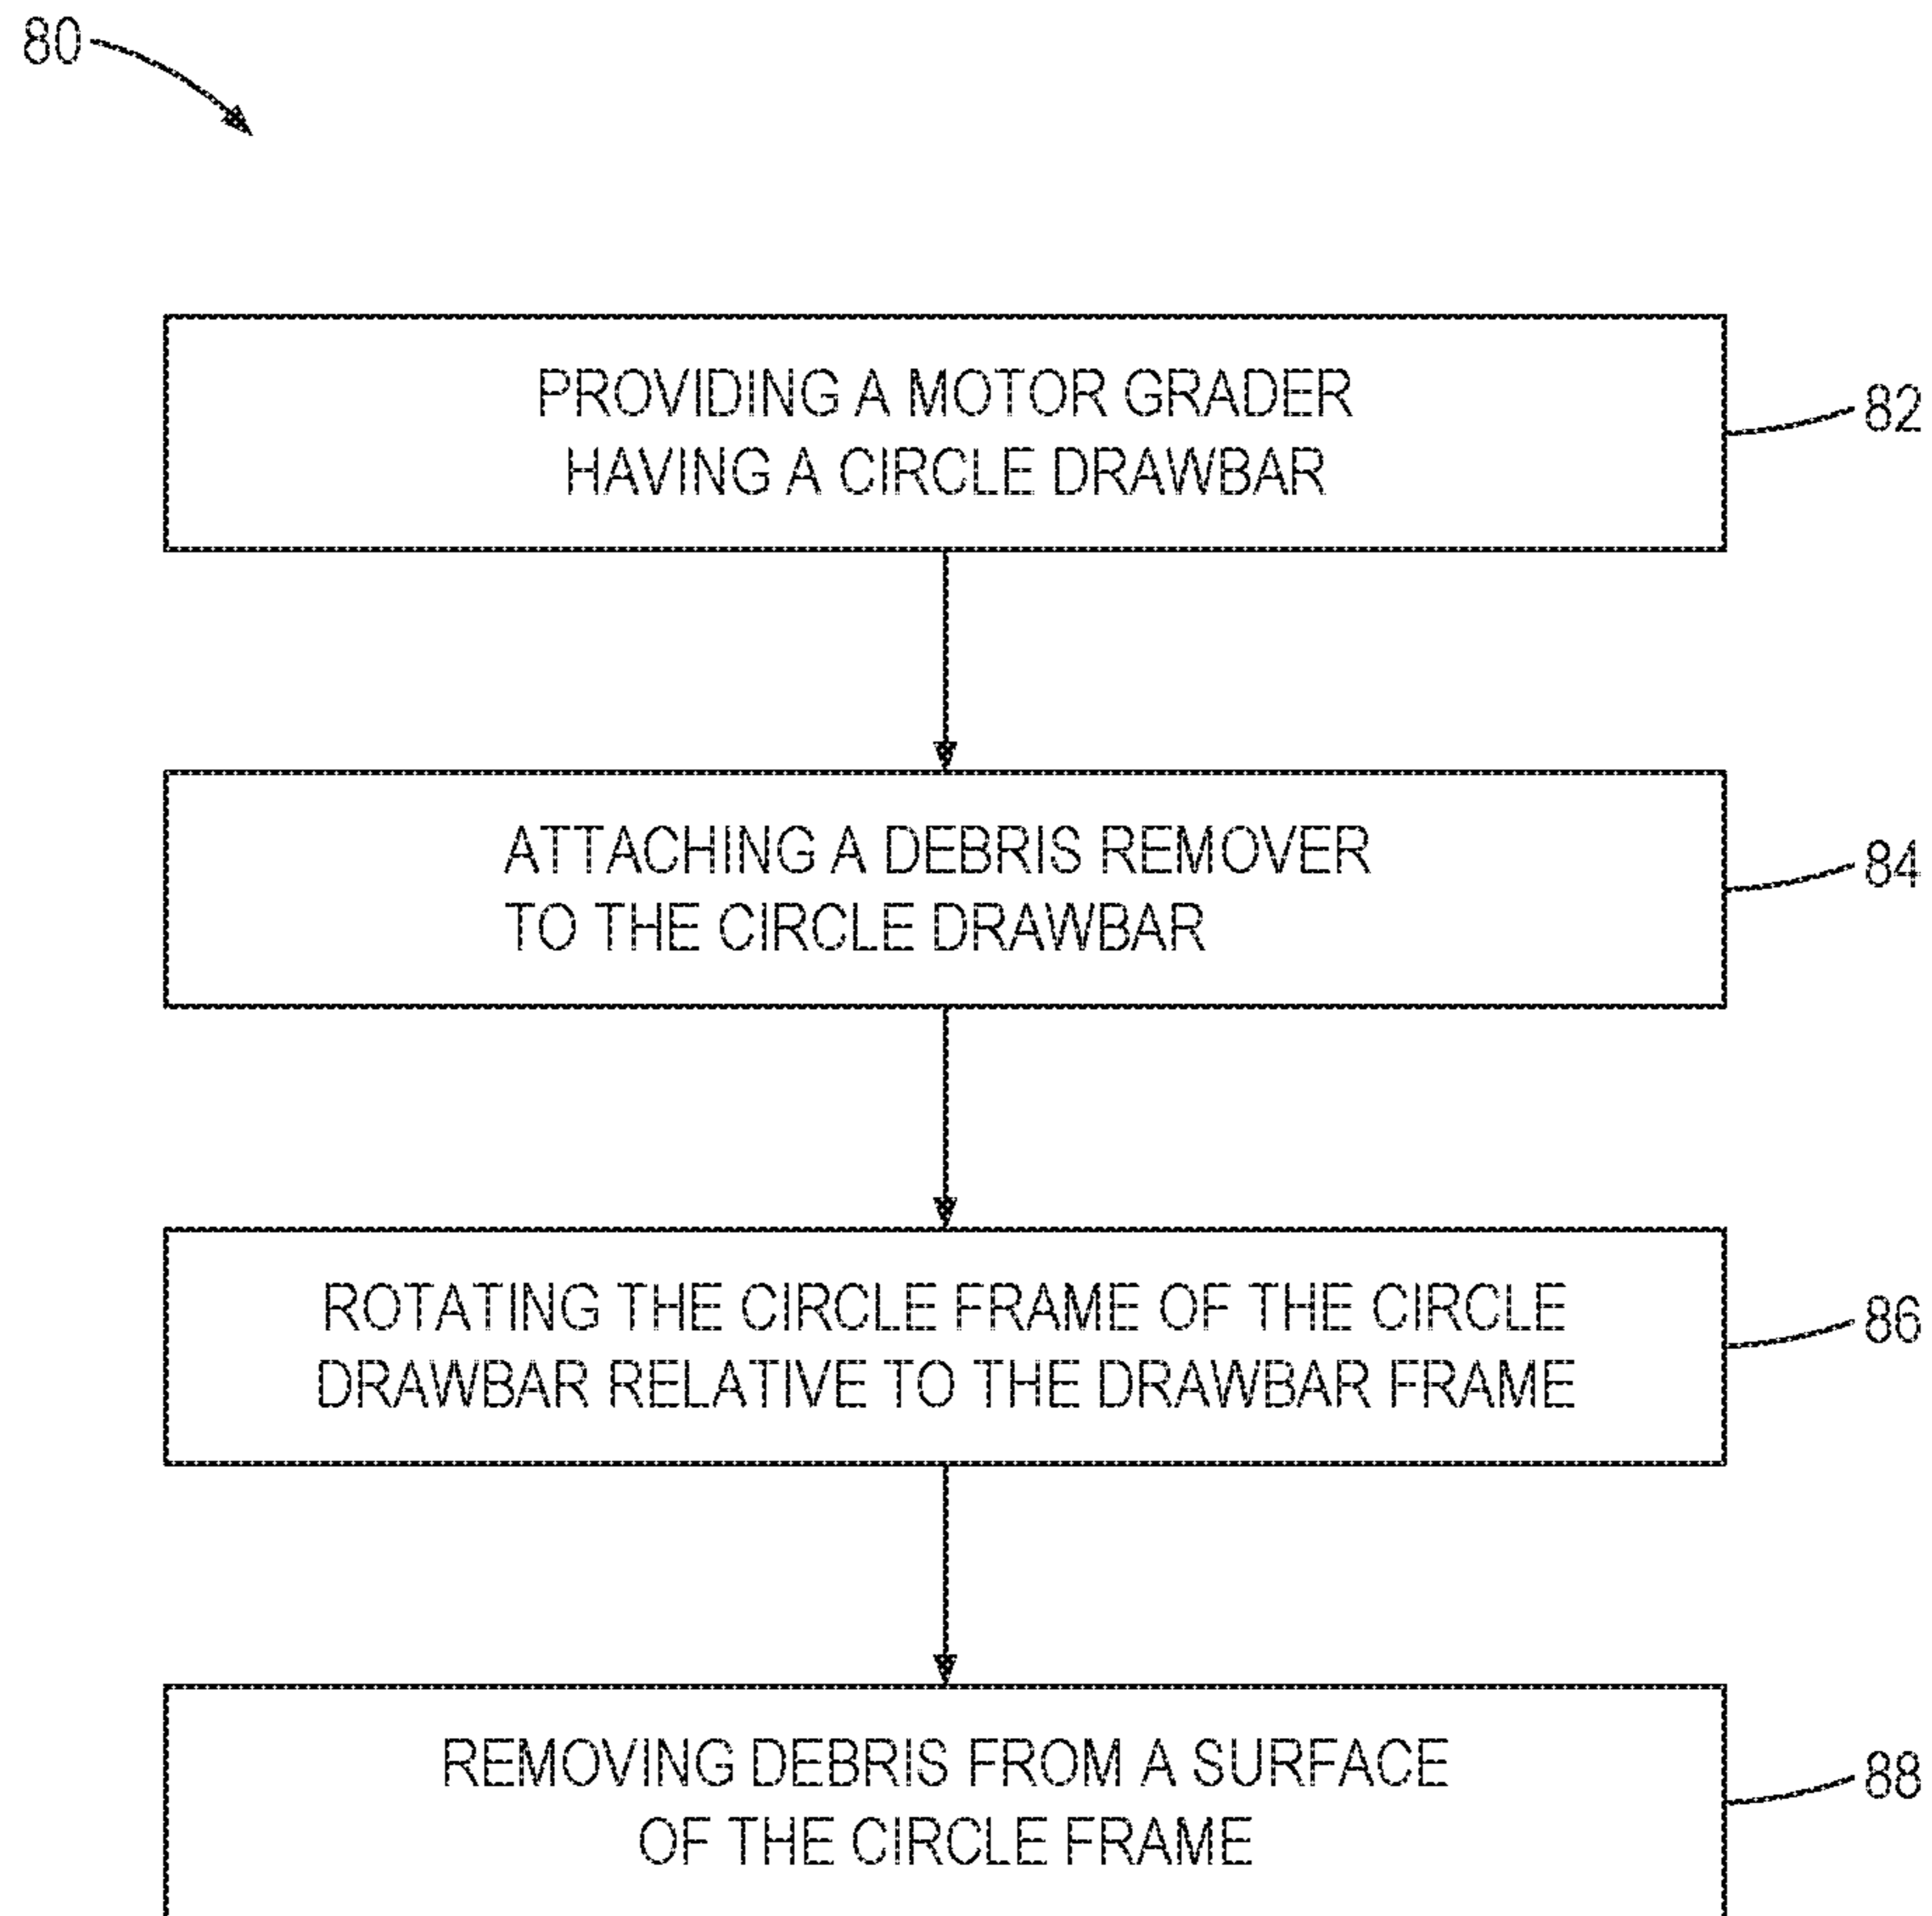 80
PROVIDING A MOTOR GRADER
HAVING A CIRCLE DRAWBAR
82
ATTACHING A DEBRIS REMOVER
TO THE CIRCLE DRAWBAR
84
ROTATING THE CIRCLE FRAME OF THE CIRCLE
DRAWBAR RELATIVE TO THE DRAWBAR FRAME
86
REMOVING DEBRIS FROM A SURFACE
OF THE CIRCLE FRAME
88